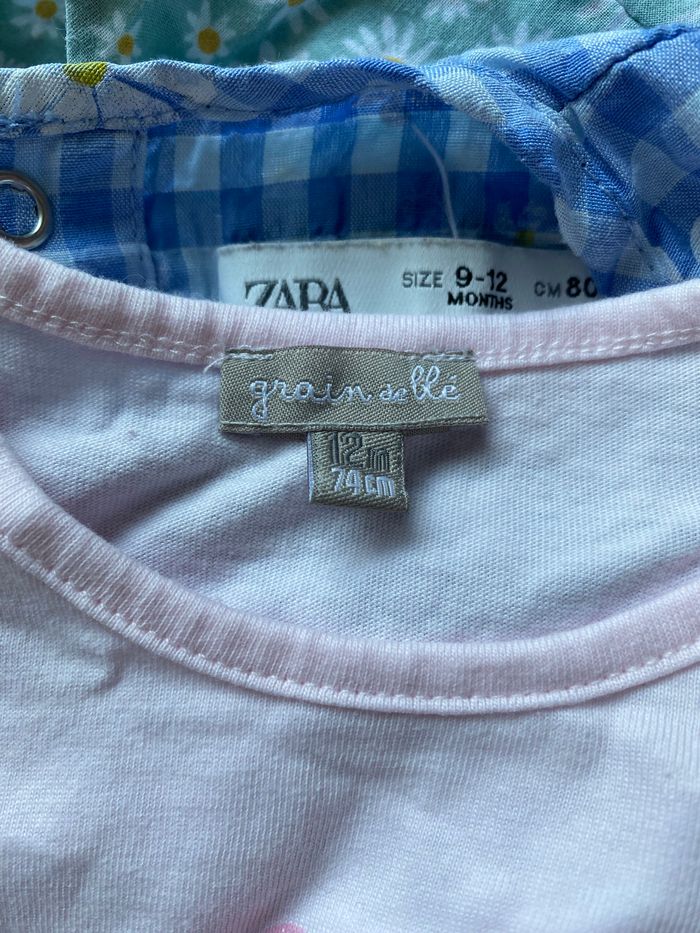 ZARA
SIZE 9-12 CM 80
MONTHS
grain de blé
12m
74cm